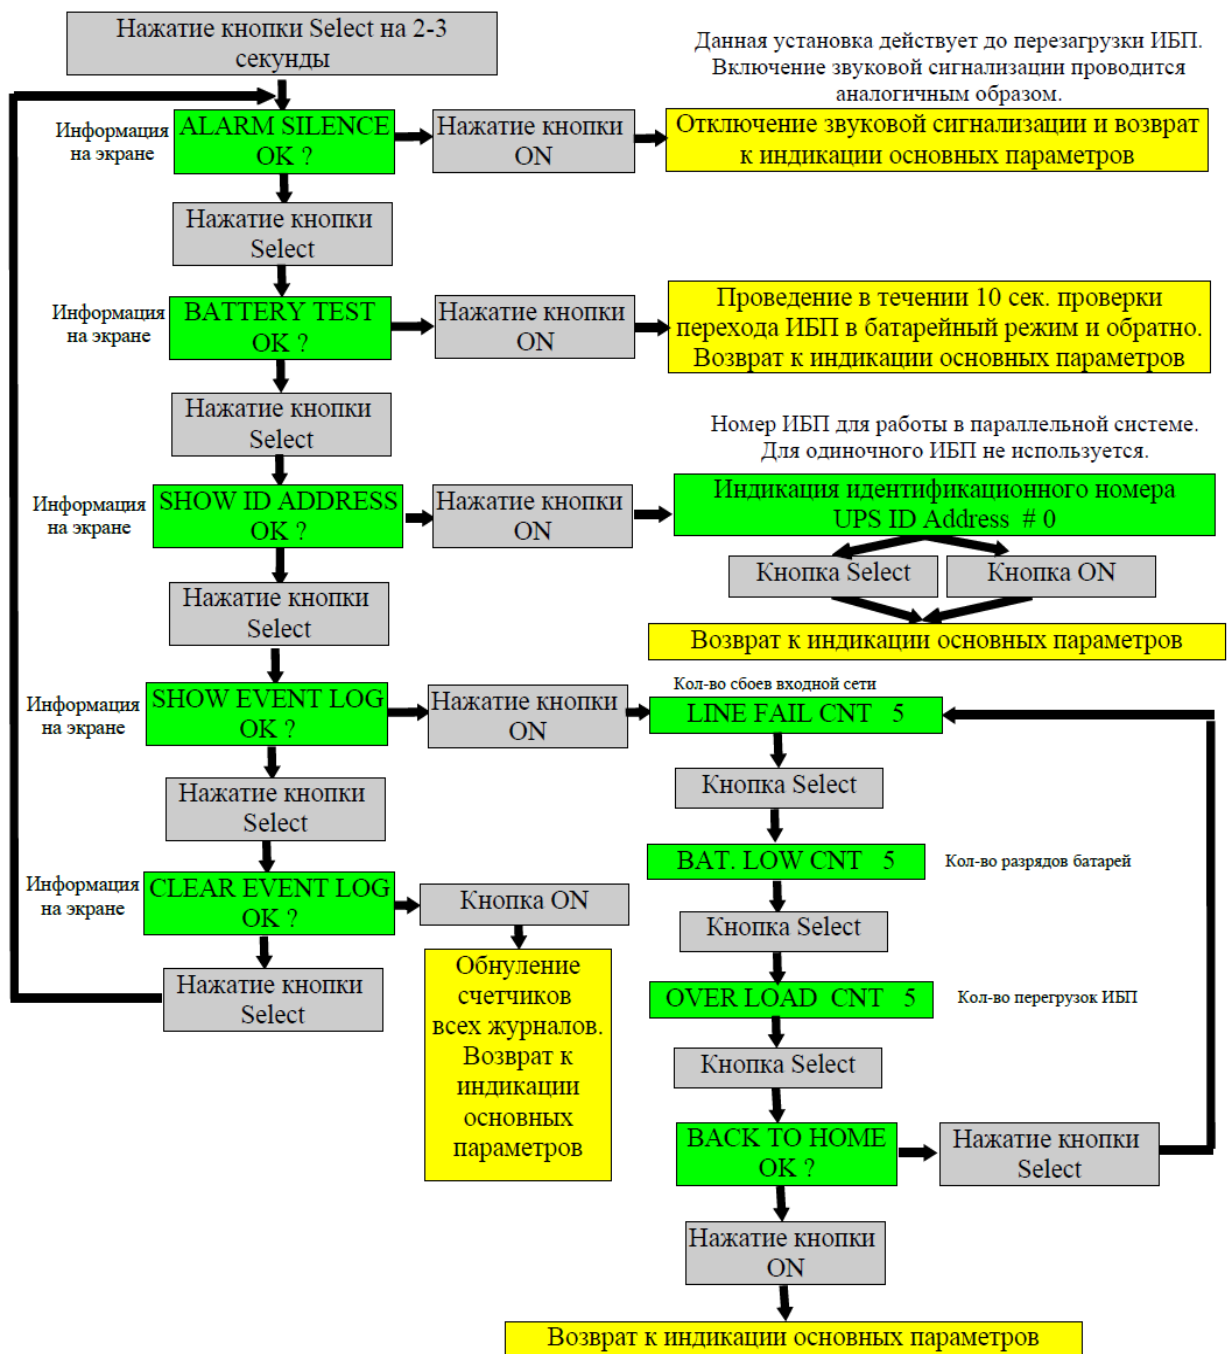 Нажатие кнопки Select на 2-3
секунды
Данная установка действует до перезагрузки ИБП.
Включение звуковой сигнализации проводится
аналогичным образом.
Информация
на экране
ALARM SILENCE
OK ?
Нажатие кнопки
ON
Отключение звуковой сигнализации и возврат
к индикации основных параметров
Нажатие кнопки
Select
Информация
на экране
BATTERY TEST
OK ?
Нажатие кнопки
ON
Проведение в течении 10 сек. проверки
перехода ИБП в батарейный режим и обратно.
Возврат к индикации основных параметров
Нажатие кнопки
Select
Номер ИБП для работы в параллельной системе.
Для одиночного ИБП не используется.
Информация
на экране
SHOW ID ADDRESS
OK ?
Нажатие кнопки
ON
Индикация идентификационного номера
UPS ID Address # 0
Кнопка Select
Кнопка ON
Возврат к индикации основных параметров
Нажатие кнопки
Select
Информация
на экране
SHOW EVENT LOG
OK ?
Нажатие кнопки
ON
Кол-во сбоев входной сети
LINE FAIL CNT 5
Кнопка Select
BAT. LOW CNT 5
Кол-во разрядов батарей
Кнопка Select
OVER LOAD CNT 5
Кол-во перегрузок ИБП
Кнопка Select
BACK TO HOME
OK ?
Нажатие кнопки
Select
Нажатие кнопки
ON
Возврат к индикации основных параметров
Нажатие кнопки
Select
Информация
на экране
CLEAR EVENT LOG
OK ?
Кнопка ON
Обнуление
счетчиков
всех журналов.
Возврат к
индикации
основных
параметров
Нажатие кнопки
Select